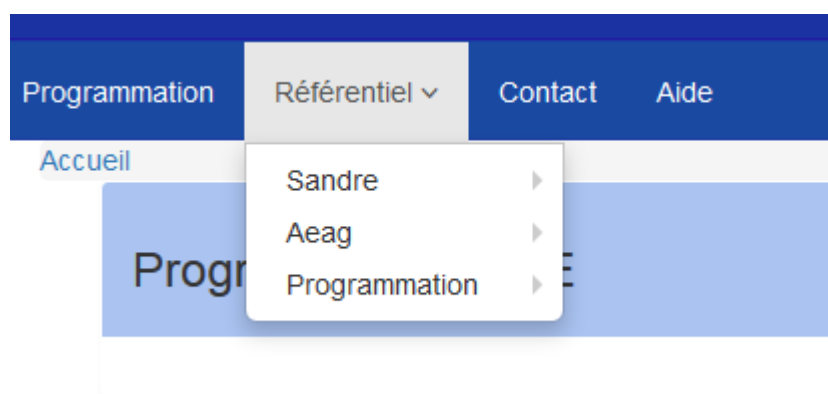 Programmation Référentiel Contact Aide
Accueil
Sandre
Aeag
Programmation